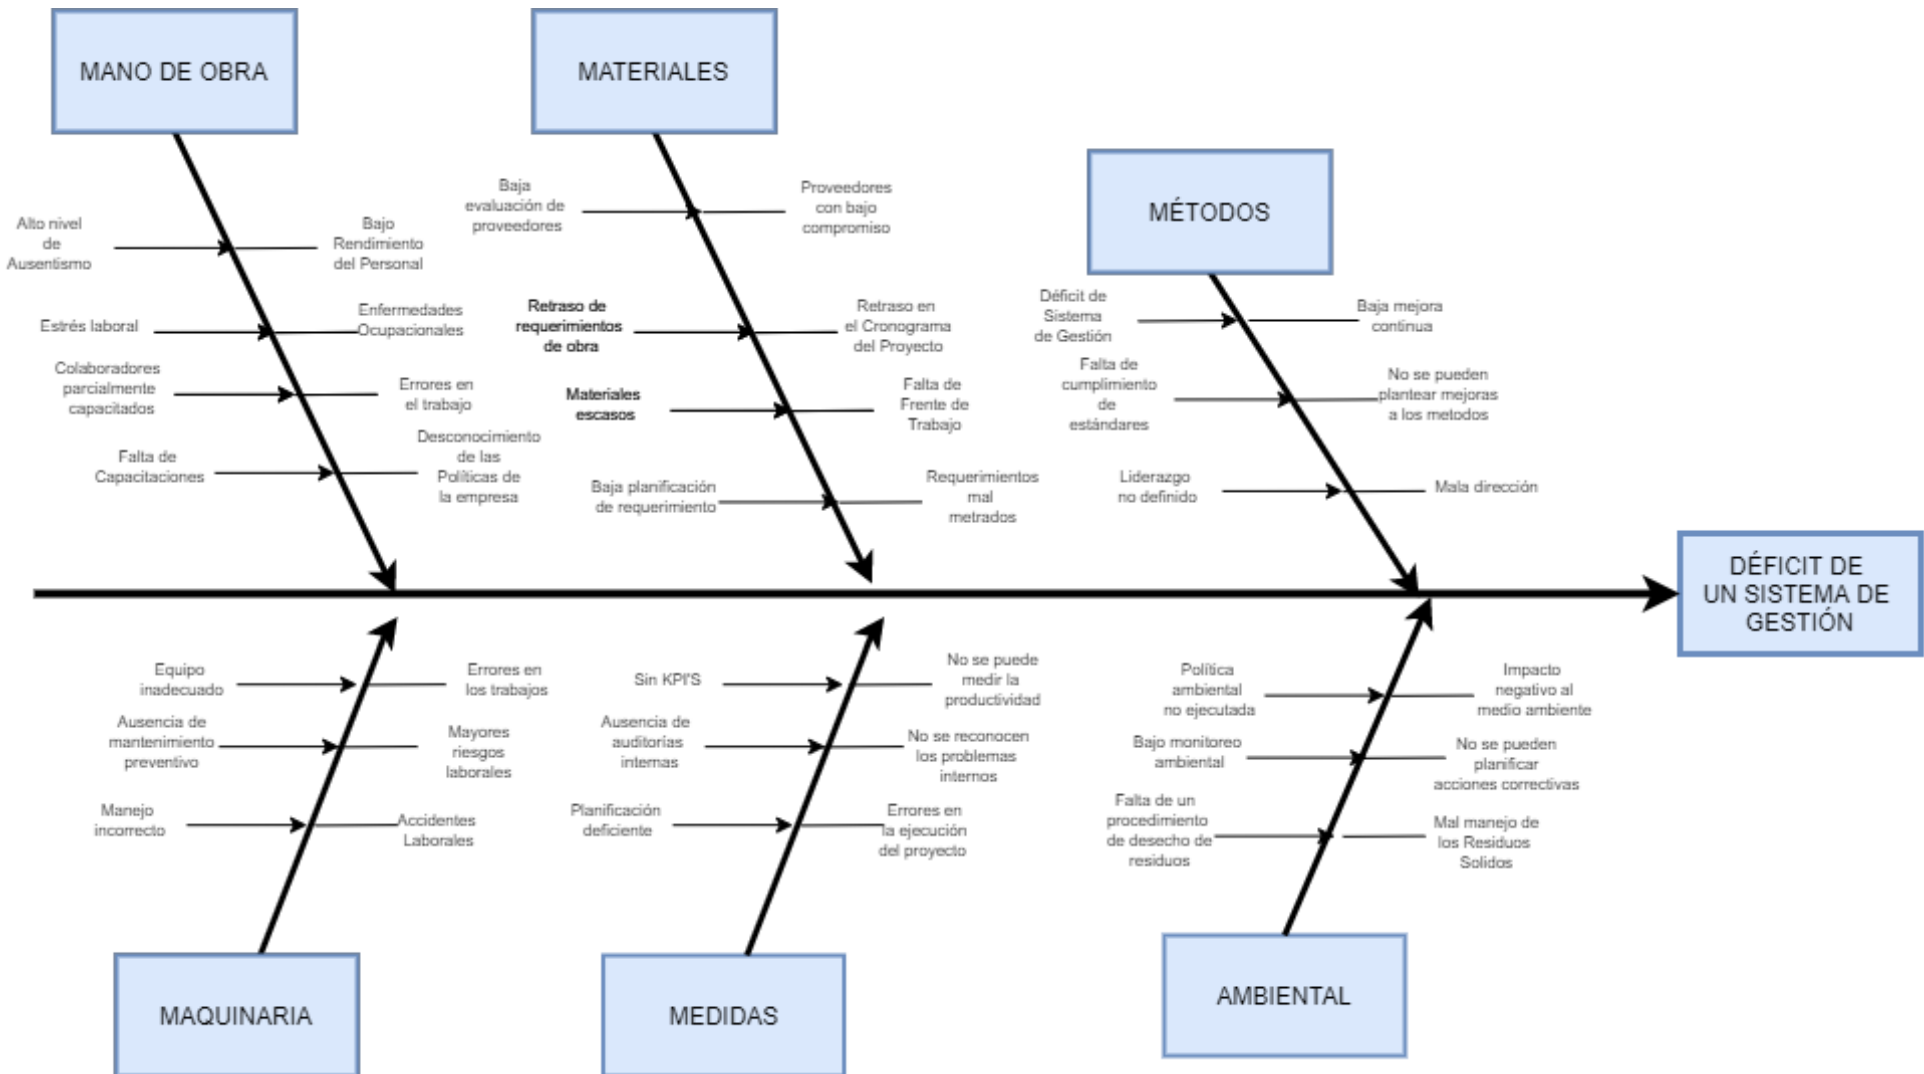 MANO DE OBRA
MATERIALES
MÉTODOS
Alto nivel
de
Ausentismo
Bajo
Rendimiento
del Personal
Estrés laboral
Enfermedades
Ocupacionales
Colaboradores
parcialmente
capacitados
Errores en
el trabajo
Falta de
Capacitaciones
Desconocimiento
de las
Políticas de
la empresa
Baja
evaluación de
proveedores
Proveedores
con bajo
compromiso
Retraso de
requerimientos
de obra
Retraso en
el Cronograma
del Proyecto
Materiales
escasos
Falta de
Frente de
Trabajo
Baja planificación
de requerimiento
Requerimientos
mal
metrados
Déficit de
Sistema
de Gestión
Baja mejora
continua
Falta de
cumplimiento
de
estándares
No se pueden
plantear mejoras
a los metodos
Liderazgo
no definido
Mala dirección
DÉFICIT DE
UN SISTEMA DE
GESTIÓN
Equipo
inadecuado
Errores en
los trabajos
Ausencia de
mantenimiento
preventivo
Mayores
riesgos
laborales
Manejo
incorrecto
Accidentes
Laborales
Sin KPI'S
No se puede
medir la
productividad
Ausencia de
auditorías
internas
No se reconocen
los problemas
internos
Planificación
deficiente
Errores en
la ejecución
del proyecto
Política
ambiental
no ejecutada
Impacto
negativo al
medio ambiente
Bajo monitoreo
ambiental
No se pueden
planificar
acciones correctivas
Falta de un
procedimiento
de desecho de
residuos
Mal manejo de
los Residuos
Solidos
MAQUINARIA
MEDIDAS
AMBIENTAL